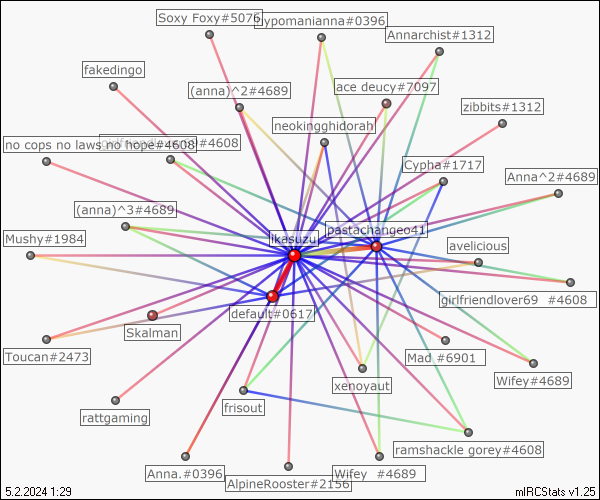 Soxy Foxy#5076
hypomanianna#0396
Annarchist#1312
fakedingo
(anna)^2#4689
ace deucy#7097
zibbits#1312
neokingghidorah
no cops no laws no hope#4608
#4608
Cypha#1717
Anna^2#4689
(anna)^3#4689
pastachangeo41
Mushy#1984
ikasuzu
avelicious
girlfriendlover69 #4608
default#0617
Skalman
Toucan#2473
Mad #6901
xenoyaut
Wifey#4689
rattgaming
frisout
ramshackle gorey#4608
Anna.#0396
Wifey #4689
AlpineRooster#2156
5.2.2024 1:29
mIRCStats v1.25